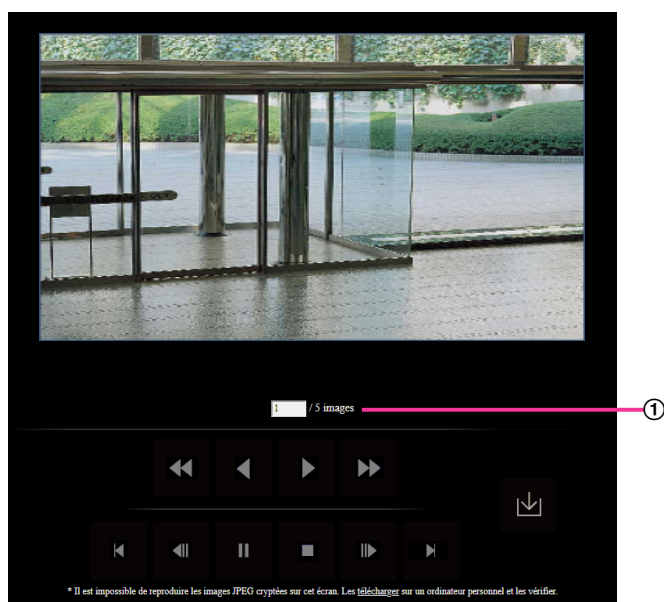 1 / 5 images
①
* Il est impossible de reproduire les images JPEG cryptées sur cet écran. Les télécharger sur un ordinateur personnel et les vérifier.